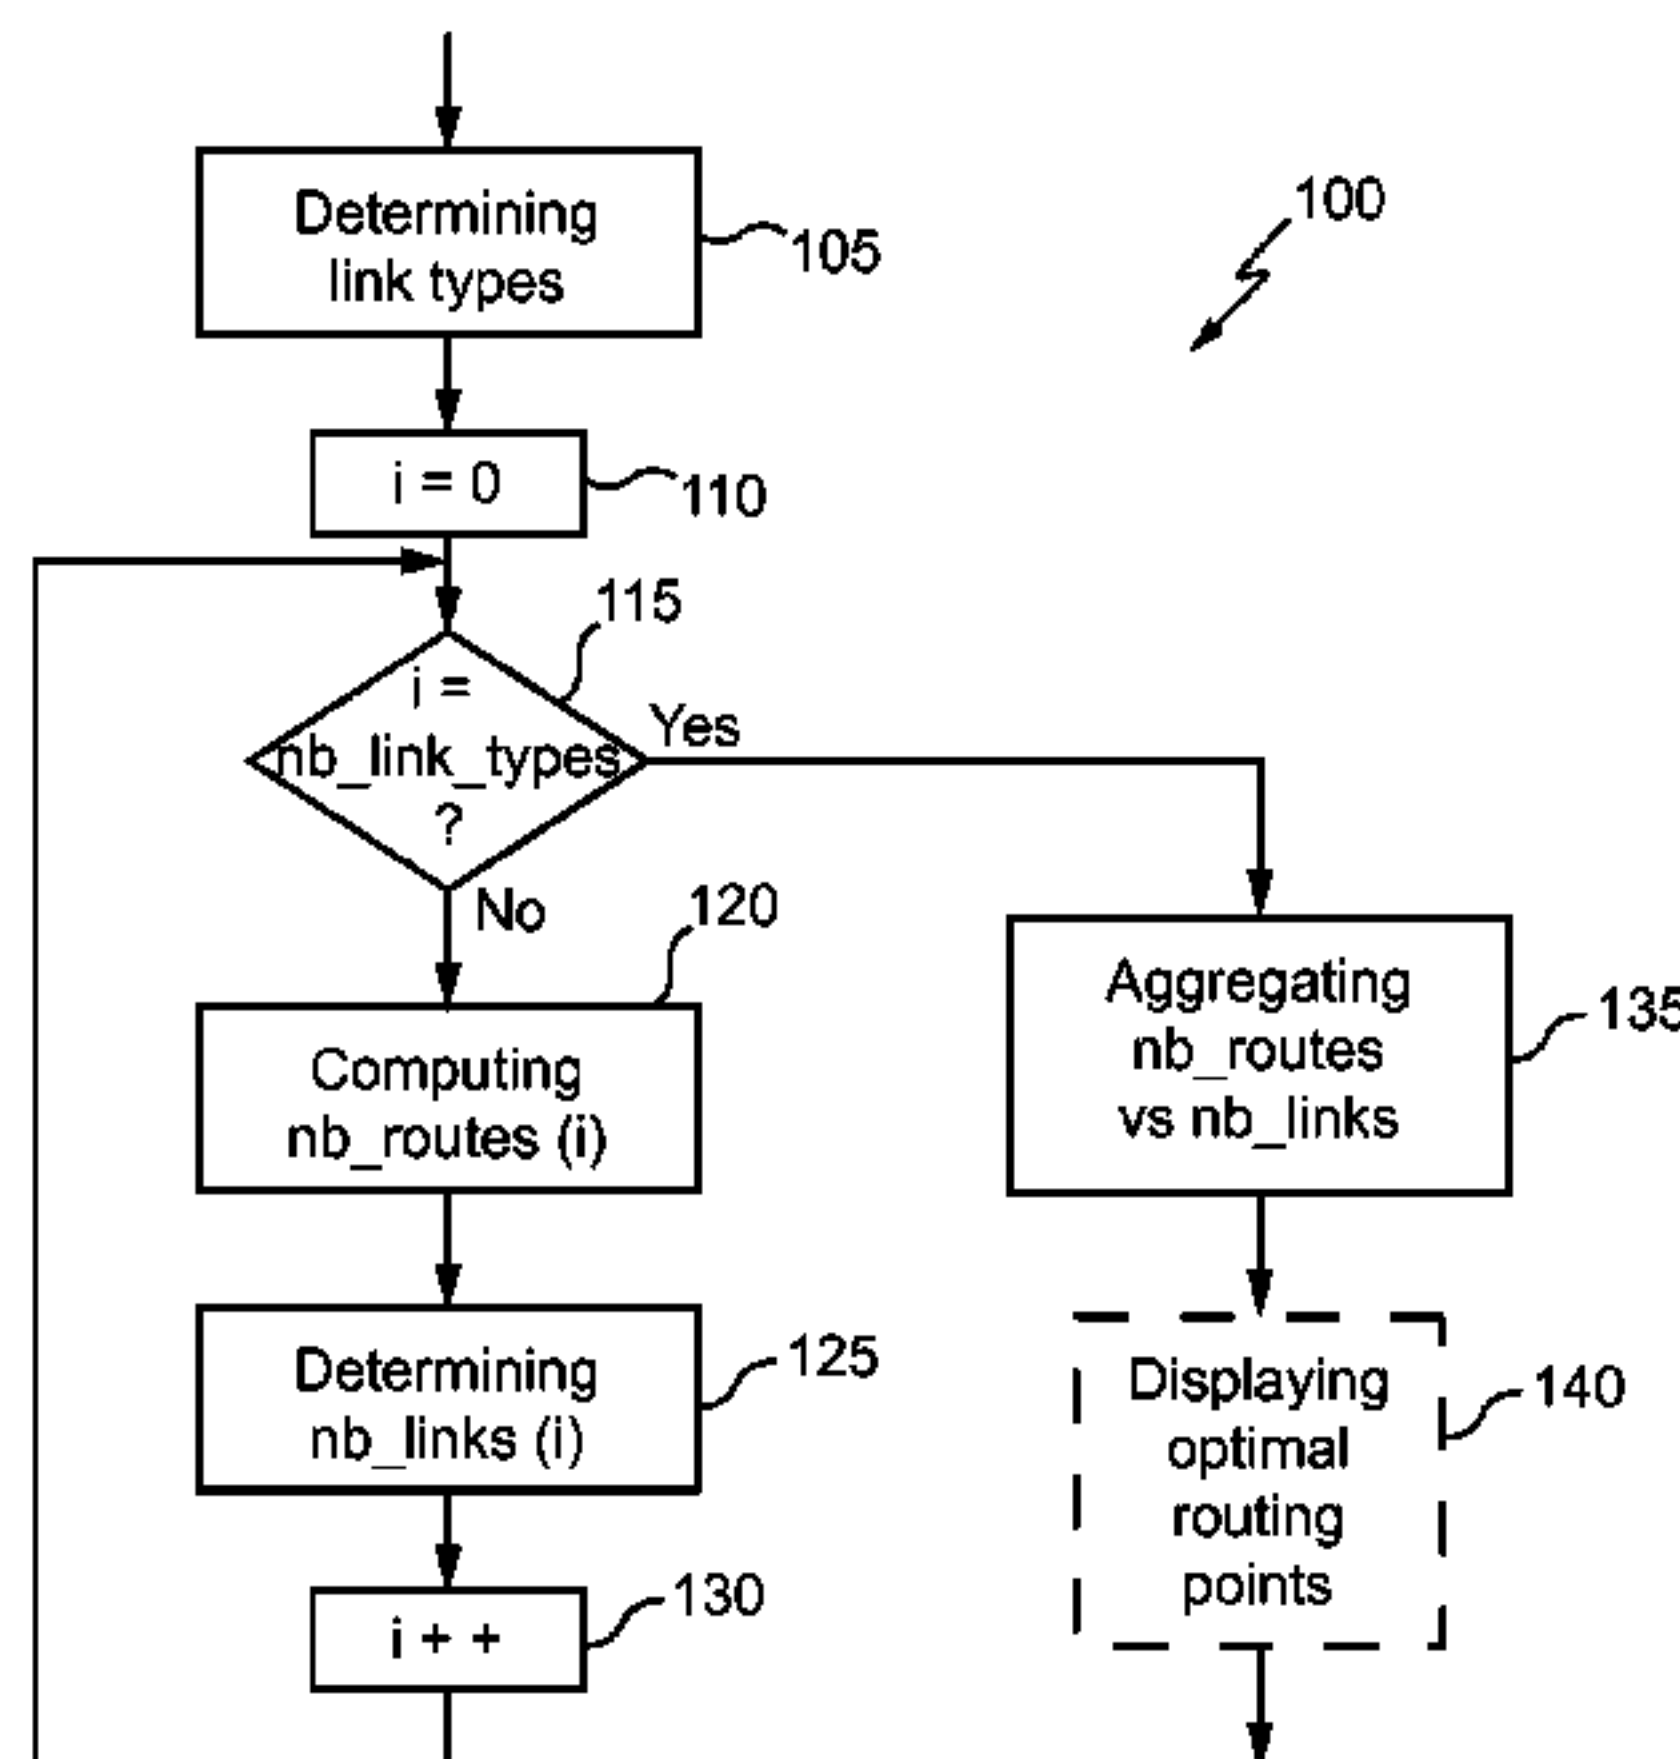 Determining
link types
105
100
i = 0
110
115
i =
nb_link_types
?
Yes
No
120
Computing
nb_routes (i)
Aggregating
nb_routes
vs nb_links
135
Determining
nb_links (i)
125
Displaying
optimal
routing
points
140
i + +
130